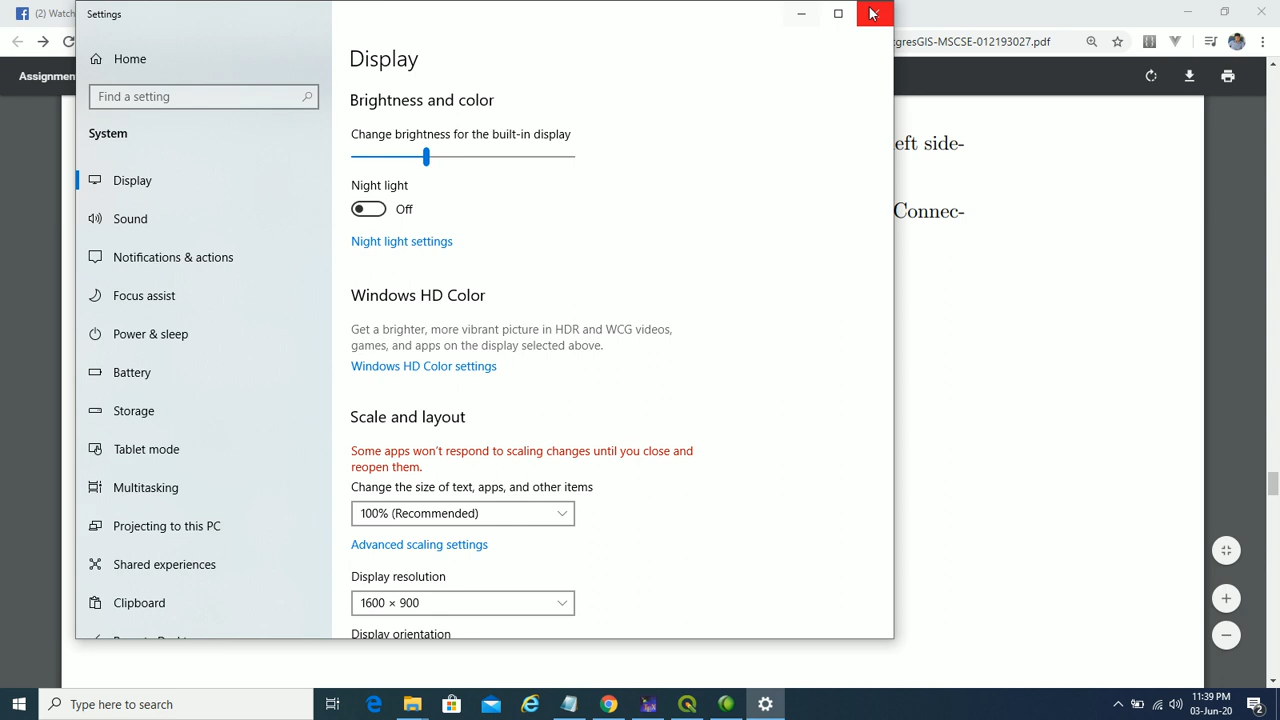 (2) Watch
Settings
gresGIS-MSCSE-012193027.pdf
Assignmen
Home
Find a setting
System
Display
Sound
Notifications & actions
Focus assist
Power & sleep
Battery
Storage
Tablet mode
Multitasking
Projecting to this PC
Shared experiences
Clipboard
Display
Brightness and color
Change brightness for the built-in display
Night light
Off
Night light settings
Windows HD Color
Get a brighter, more vibrant picture in HDR and WCG videos,
games, and apps on the display selected above.
Windows HD Color settings
Scale and layout
Some apps won't respond to scaling changes until you close and
reopen them.
Change the size of text, apps, and other items
100% (Recommended)
Advanced scaling settings
Display resolution
1600 × 900
Display orientation
eft side-
Connec-
Type here to search
11:39 PM
03-Jun-20
2